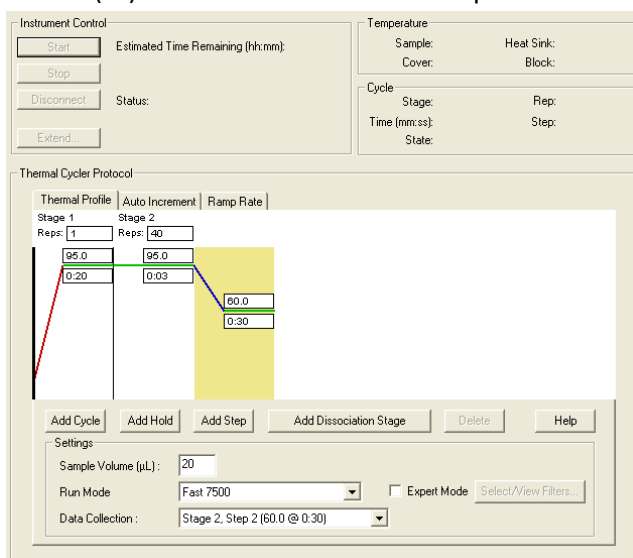 Instrument Control
Start
Estimated Time Remaining (hh:mm):
Stop
Disconnect
Status:
Extend...
Temperature
Sample:
Heat Sink:
Cover:
Block:
Cycle
Stage:
Rep:
Time (mm:ss):
Step:
State:
Thermal Cycler Protocol
Thermal Profile
Auto Increment
Ramp Rate
Stage 1
Stage 2
Reps: 1
Reps: 40
95.0
95.0
0:20
0:03
60.0
0:30
Add Cycle
Add Hold
Add Step
Add Dissociation Stage
Delete
Help
Settings
Sample Volume (µL) :
20
Run Mode
Fast 7500
Expert Mode
Select/View Filters...
Data Collection :
Stage 2, Step 2 (60.0 @ 0:30)